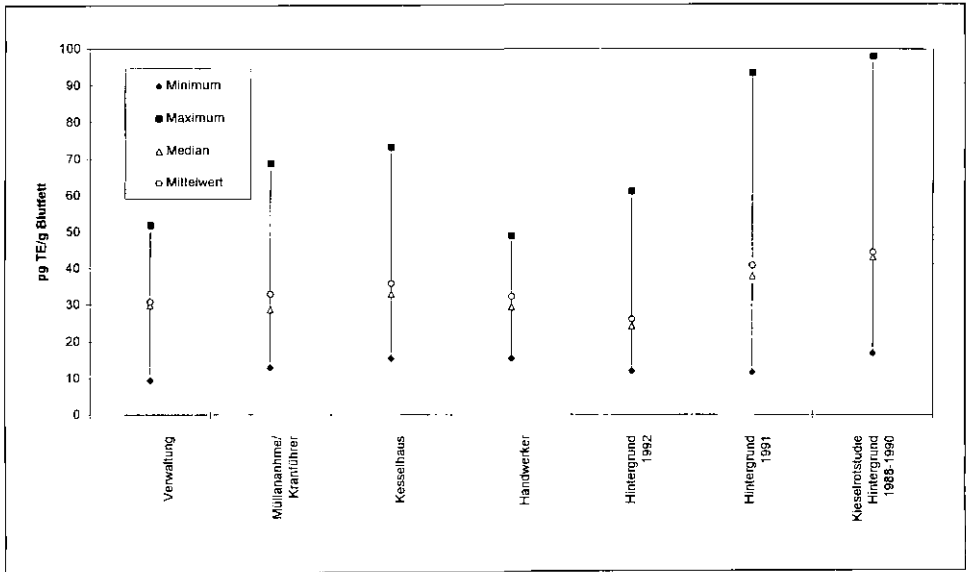 pg TE/g Blutfett
100
90
80
70
60
50
40
30
20
10
0
Minimum
Maximum
Median
Mittelwert
Verwaltung
Müllananhme/
Kranführer
Kesselhaus
Handwerker
Hintergrund
1992
Hintergrund
1991
Kieselrotstudie
Hintergrund
1988-1990